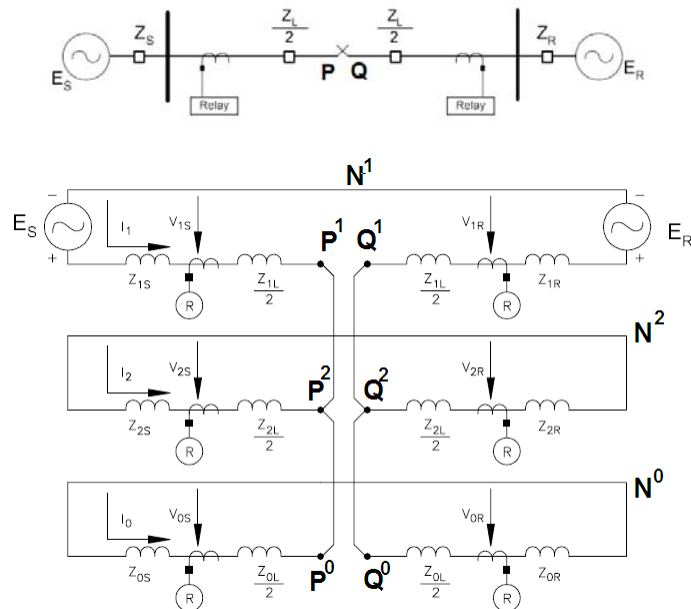 Z_S Z_L/2 Z_L/2 Z_R
P Q
E_S E_R
Relay Relay
N^1
E_S I_1 V_1S P^1 Q^1 V_1R E_R
- -
+ +
Z_1S Z_1L/2 Z_1L/2 Z_1R
R R
N^2
I_2 V_2S P^2 Q^2 V_2R
Z_2S Z_2L/2 Z_2L/2 Z_2R
R R
N^0
I_0 V_0S V_0R
Z_0S Z_0L/2 P^0 Q^0 Z_0L/2 Z_0R
R R